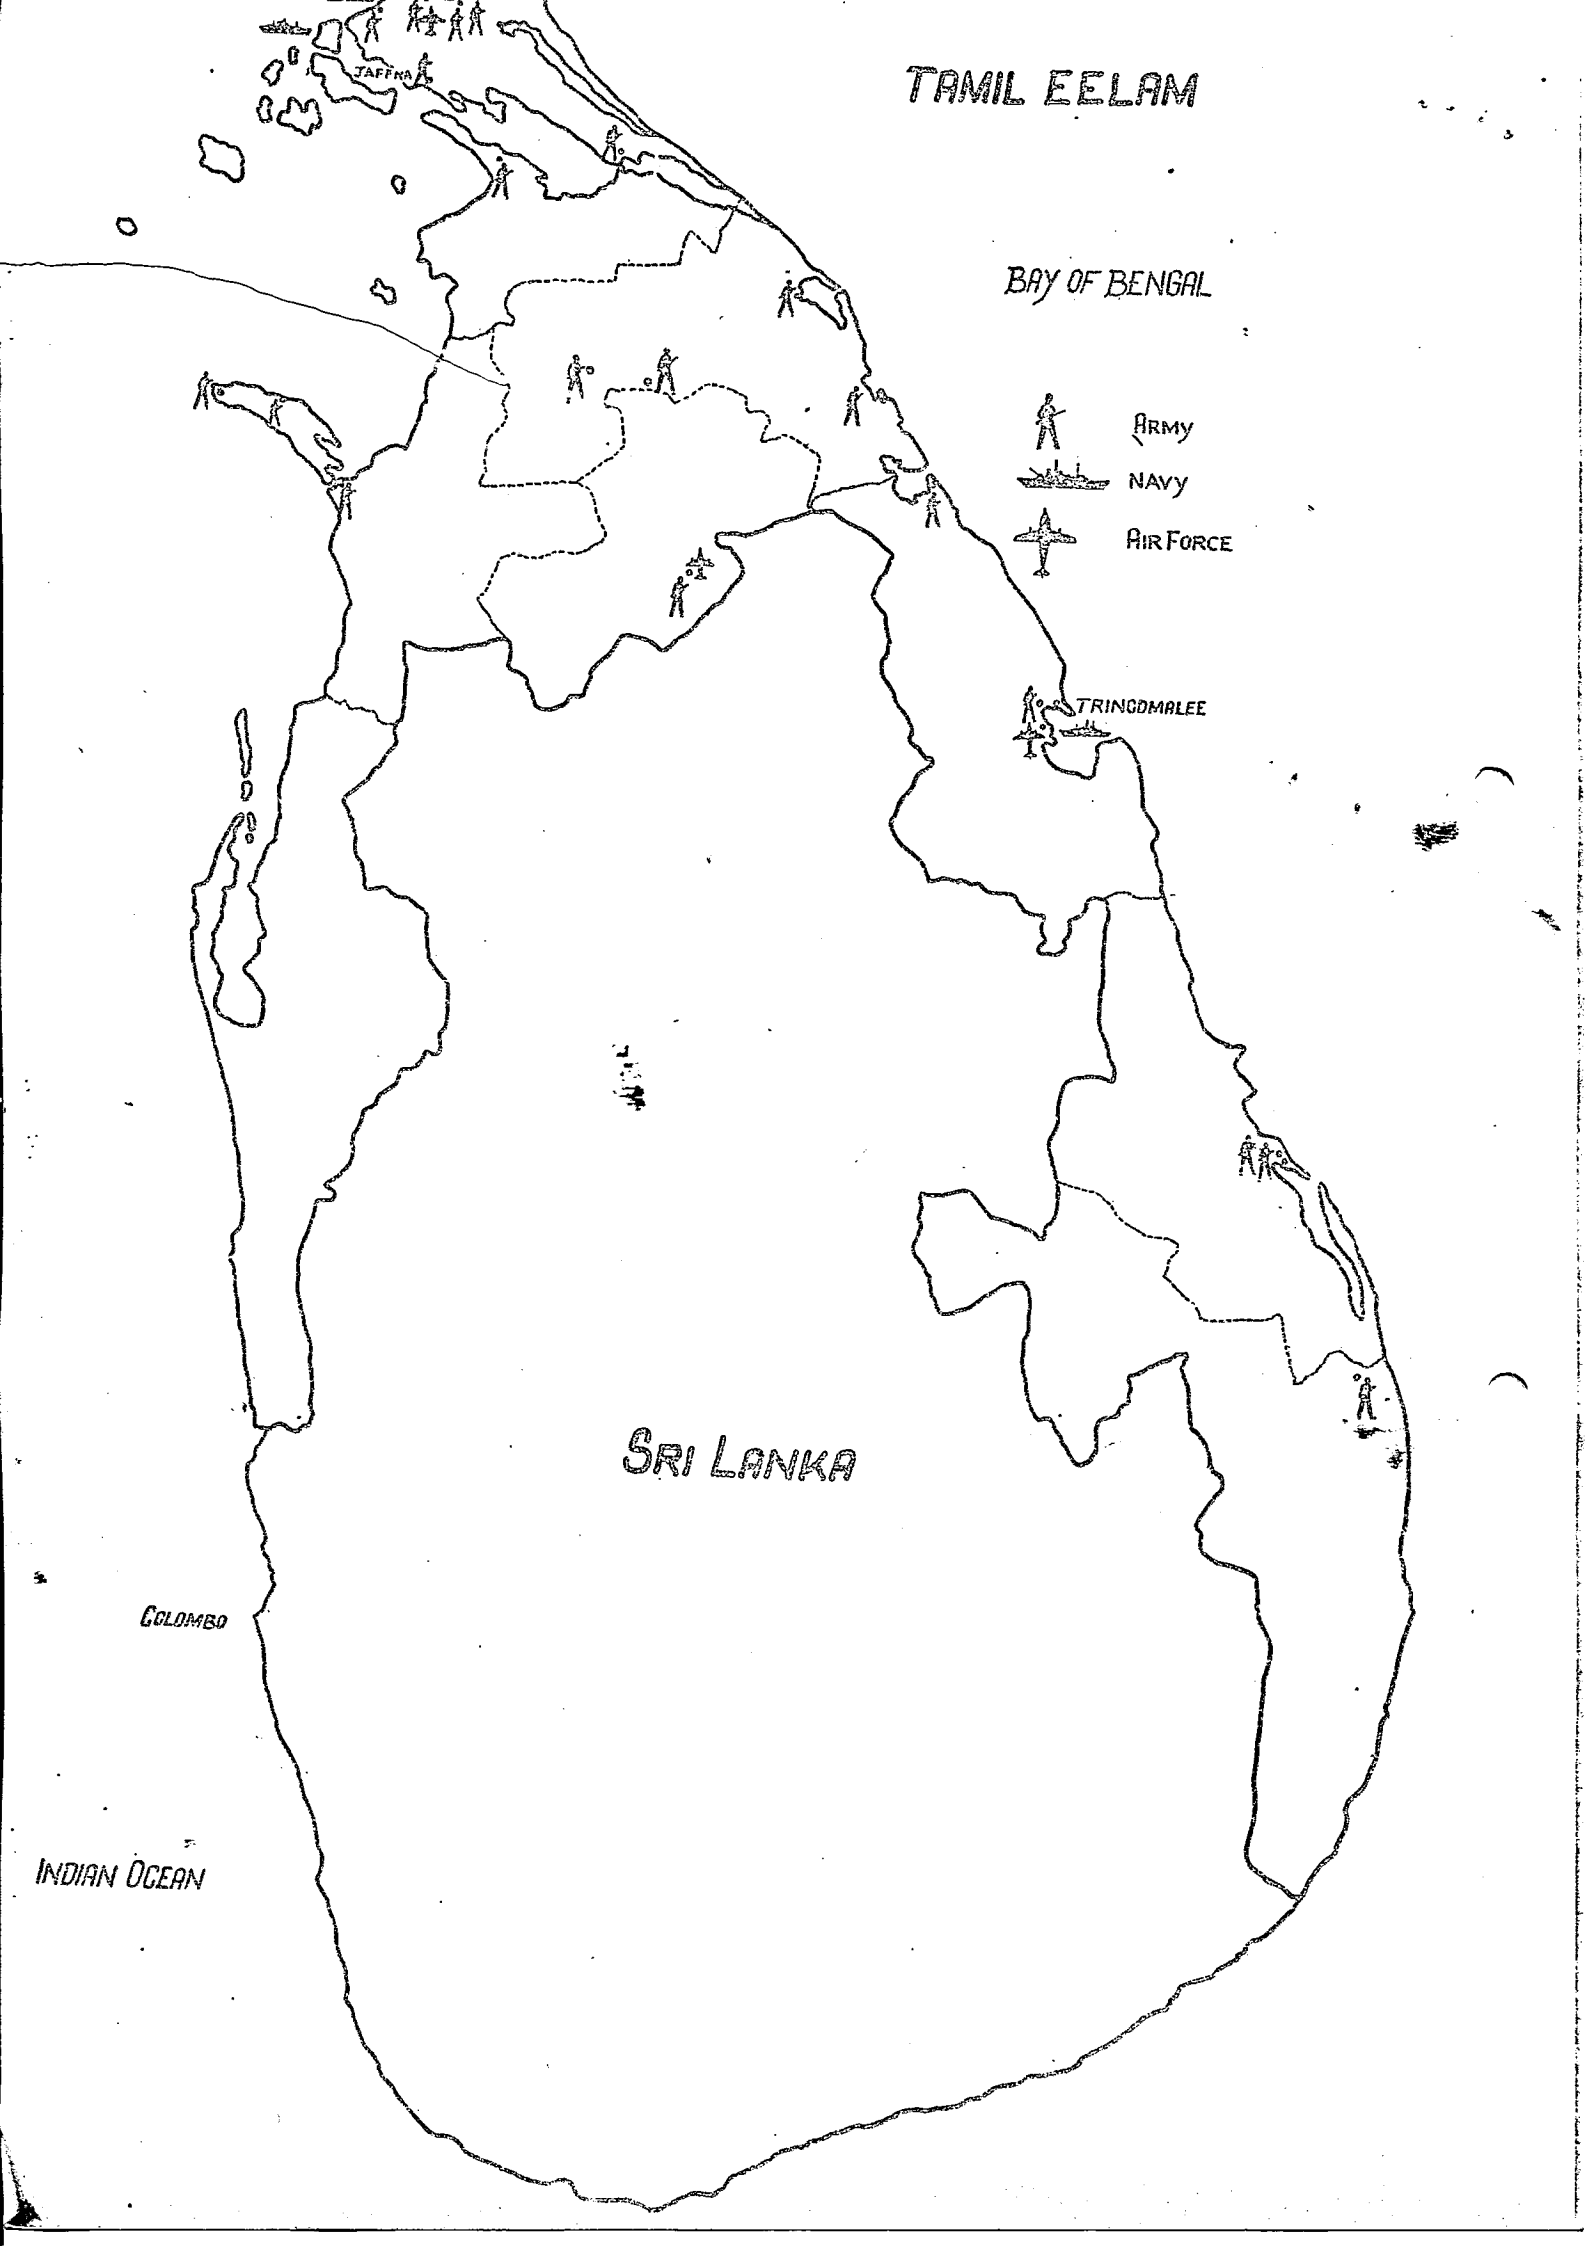 TAMIL EELAM
JAFFNA
BAY OF BENGAL
ARMY
NAVY
AIR FORCE
TRINCOMALEE
SRI LANKA
COLOMBO
INDIAN OCEAN